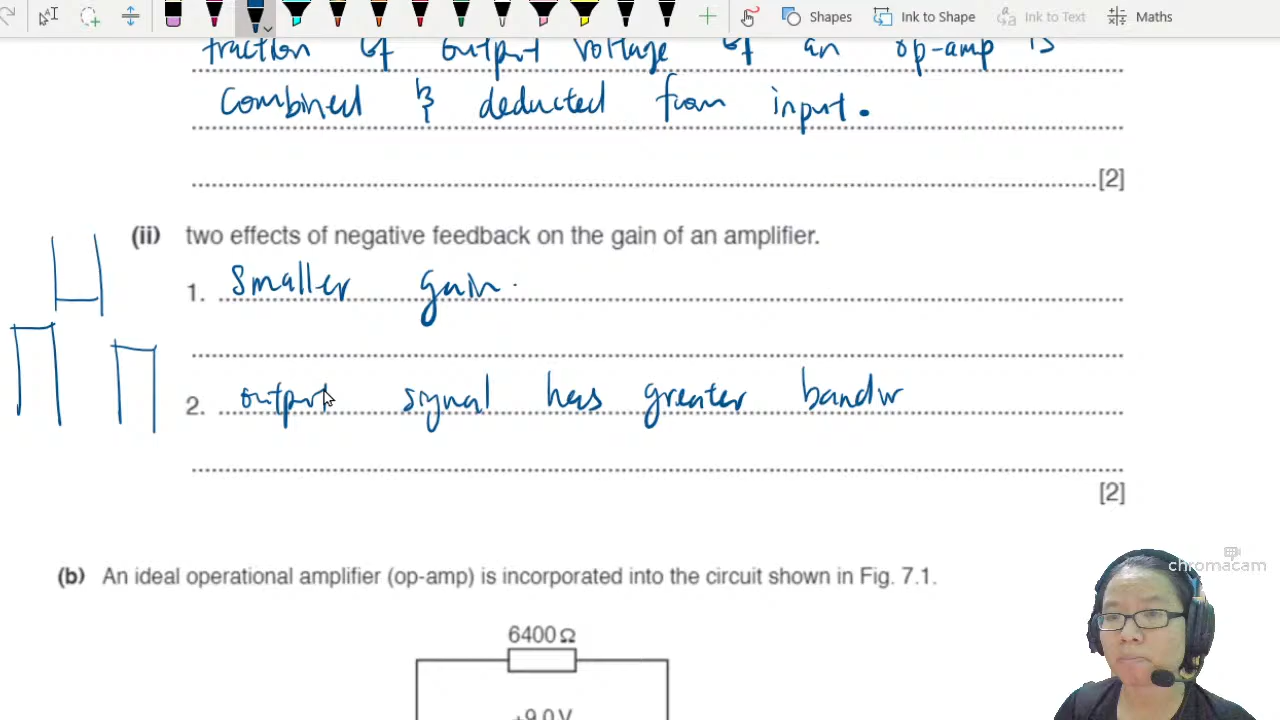 Shapes Ink to Shape Ink to Text Maths
fraction of output voltage of an op-amp is
combined & deducted from input.
[2]
(ii) two effects of negative feedback on the gain of an amplifier.
1. Smaller gain.
2. output signal has greater bandw
[2]
(b) An ideal operational amplifier (op-amp) is incorporated into the circuit shown in Fig. 7.1.
6400 Ω
+9.0 V
chromacam